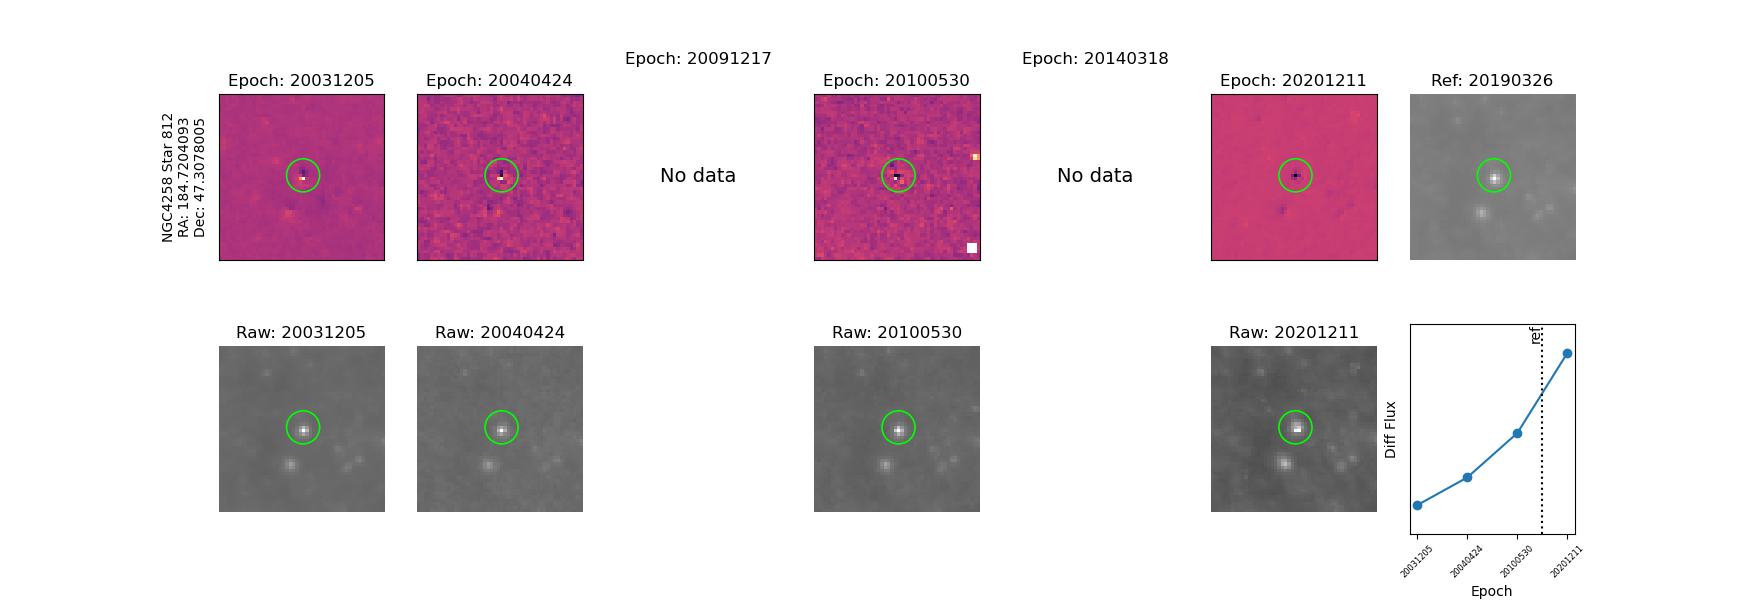 Epoch: 20091217
Epoch: 20140318
Epoch: 20031205
Epoch: 20040424
Epoch: 20100530
Epoch: 20201211
Ref: 20190326
NGC4258 Star 812
RA: 184.7204093
Dec: 47.3078005
No data
No data
Raw: 20031205
Raw: 20040424
Raw: 20100530
Raw: 20201211
ref
Diff Flux
20031205
20040424
20100530
20201211
Epoch